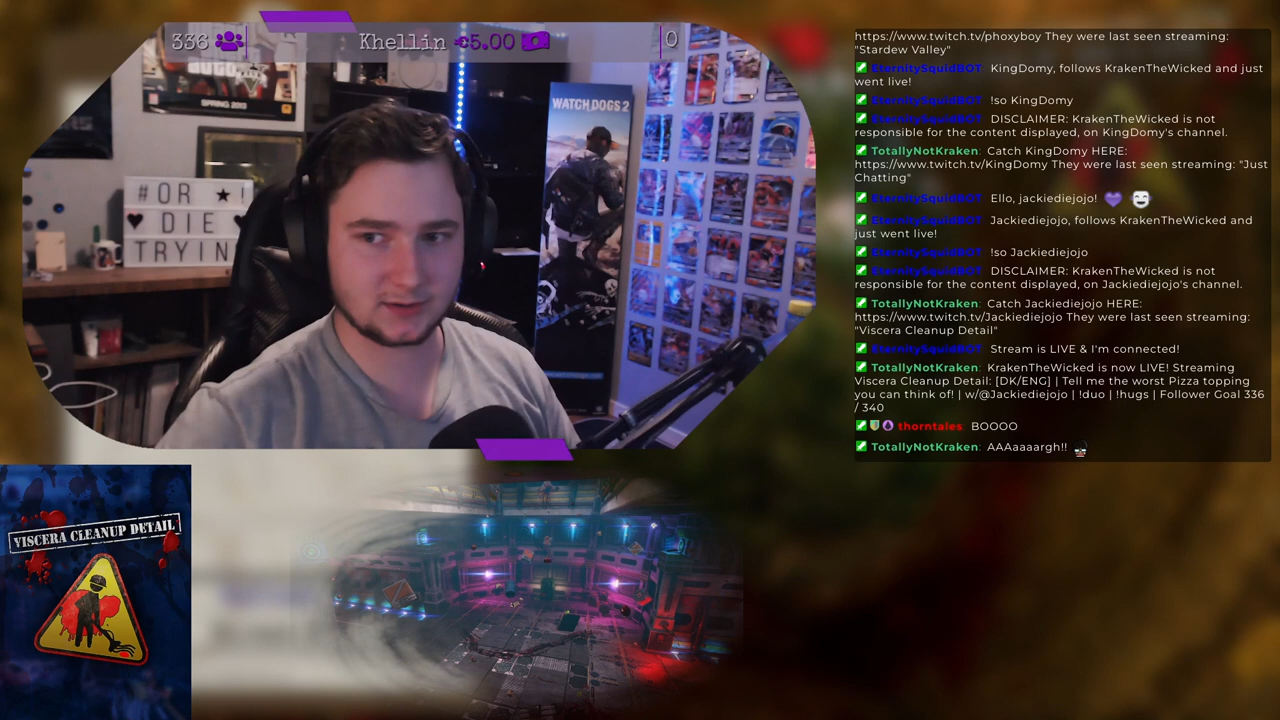 336
Khellin €5.00
0
SPRING 2013
WATCH DOGS 2
#OR ★!
♥ DIE ♥
TRYIN
https://www.twitch.tv/phoxyboy They were last seen streaming:
"Stardew Valley"
EternitySquidBOT KingDomy, follows KrakenTheWicked and just
went live!
EternitySquidBOT !so KingDomy
EternitySquidBOT DISCLAIMER: KrakenTheWicked is not
responsible for the content displayed, on KingDomy's channel.
TotallyNotKraken: Catch KingDomy HERE:
https://www.twitch.tv/KingDomy They were last seen streaming: "Just
Chatting"
EternitySquidBOT Ello, jackiediejojo!
EternitySquidBOT Jackiediejojo, follows KrakenTheWicked and
just went live!
EternitySquidBOT !so Jackiediejojo
EternitySquidBOT DISCLAIMER: KrakenTheWicked is not
responsible for the content displayed, on Jackiediejojo's channel.
TotallyNotKraken: Catch Jackiediejojo HERE:
https://www.twitch.tv/Jackiediejojo They were last seen streaming:
"Viscera Cleanup Detail"
EternitySquidBOT Stream is LIVE & I'm connected!
TotallyNotKraken: KrakenTheWicked is now LIVE! Streaming
Viscera Cleanup Detail: [DK/ENG] | Tell me the worst Pizza topping
you can think of! | w/@Jackiediejojo | !duo | !hugs | Follower Goal 336
/ 340
thorntales BOOOO
TotallyNotKraken: AAAaaaargh!!
VISCERA CLEANUP DETAIL